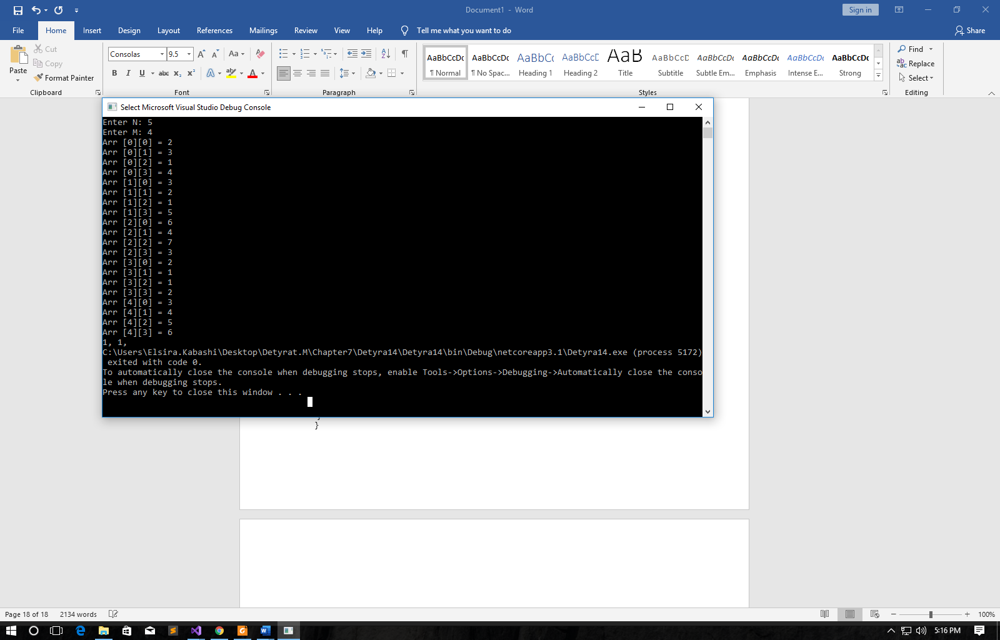 Document1 - Word
Sign in
File Home Insert Design Layout References Mailings Review View Help Tell me what you want to do Share
Paste
Cut
Copy
Format Painter
Clipboard
Consolas 9.5
Aa
B I U abc x₂ x²
A ab A
Font
Paragraph
AaBbCcDc AaBbCcDc AaBbCc AaBbCcD AaB AaBbCcD AaBbCcDc AaBbCcDc AaBbCcDc AaBbCcDc
¶ Normal ¶ No Spac... Heading 1 Heading 2 Title Subtitle Subtle Em... Emphasis Intense E... Strong
Styles
Find
Replace
Select
Editing
Select Microsoft Visual Studio Debug Console
Enter N: 5
Enter M: 4
Arr [0][0] = 2
Arr [0][1] = 3
Arr [0][2] = 1
Arr [0][3] = 4
Arr [1][0] = 3
Arr [1][1] = 2
Arr [1][2] = 1
Arr [1][3] = 5
Arr [2][0] = 6
Arr [2][1] = 4
Arr [2][2] = 7
Arr [2][3] = 3
Arr [3][0] = 2
Arr [3][1] = 1
Arr [3][2] = 1
Arr [3][3] = 2
Arr [4][0] = 3
Arr [4][1] = 4
Arr [4][2] = 5
Arr [4][3] = 6
1, 1,
C:\Users\Elsira.Kabashi\Desktop\Detyrat.M\Chapter7\Detyra14\Detyra14\bin\Debug\netcoreapp3.1\Detyra14.exe (process 5172)
exited with code 0.
To automatically close the console when debugging stops, enable Tools->Options->Debugging->Automatically close the conso
le when debugging stops.
Press any key to close this window . . .
}
Page 18 of 18 2134 words 100%
5:16 PM